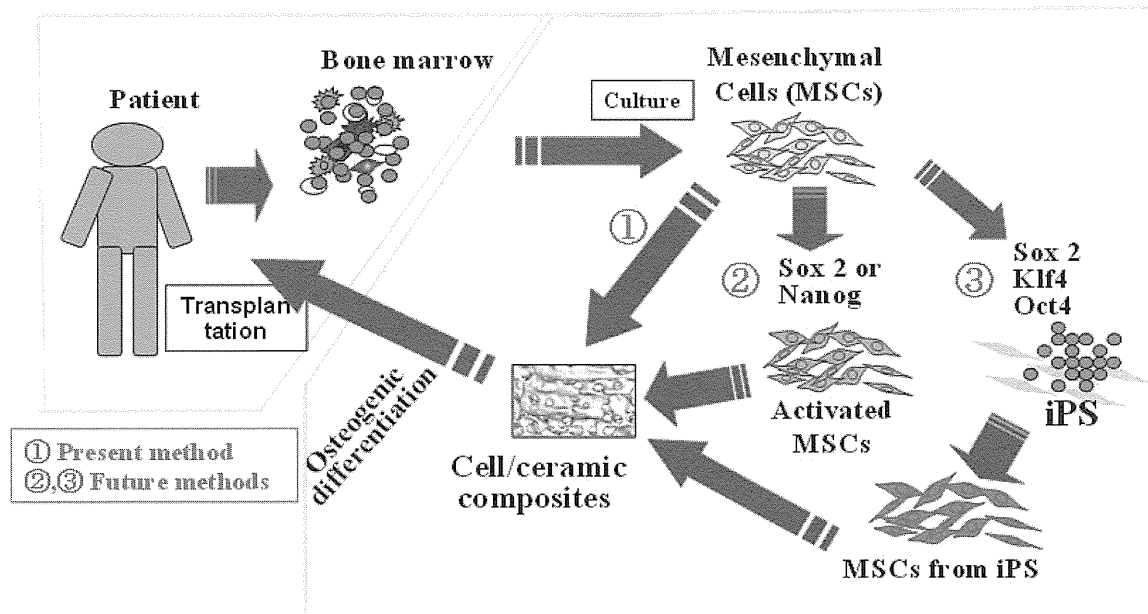 Patient
Bone marrow
Culture
Mesenchymal
Cells (MSCs)
①
②
Sox 2 or
Nanog
③
Sox 2
Klf4
Oct4
Transplan
tation
Activated
MSCs
iPS
Osteogenic
differentiation
Cell/ceramic
composites
MSCs from iPS
① Present method
②,③ Future methods